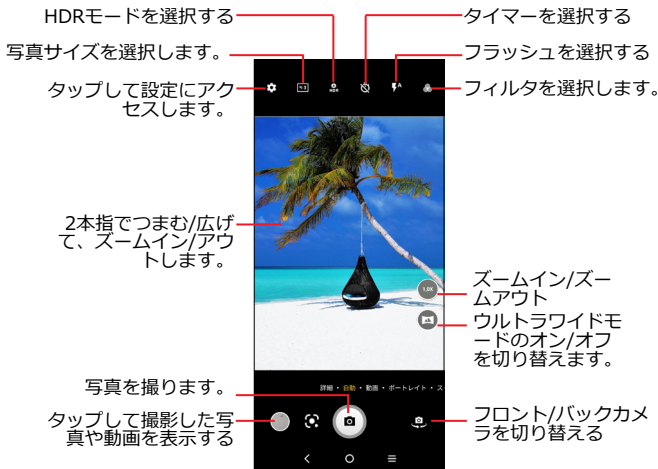 HDRモードを選択する
タイマーを選択する
写真サイズを選択します。
フラッシュを選択する
タップして設定にアク
セスします。
フィルタを選択します。
4:3
HDR
A
2本指でつまむ/広げ
て、ズームイン/アウ
トします。
1.0X
ズームイン/ズー
ムアウト
ウルトラワイドモ
ードのオン/オフ
を切り替えます。
詳細・自動・動画・ポートレイト・ス
写真を撮ります。
タップして撮影した写
真や動画を表示する
フロント/バックカメ
ラを切り替える